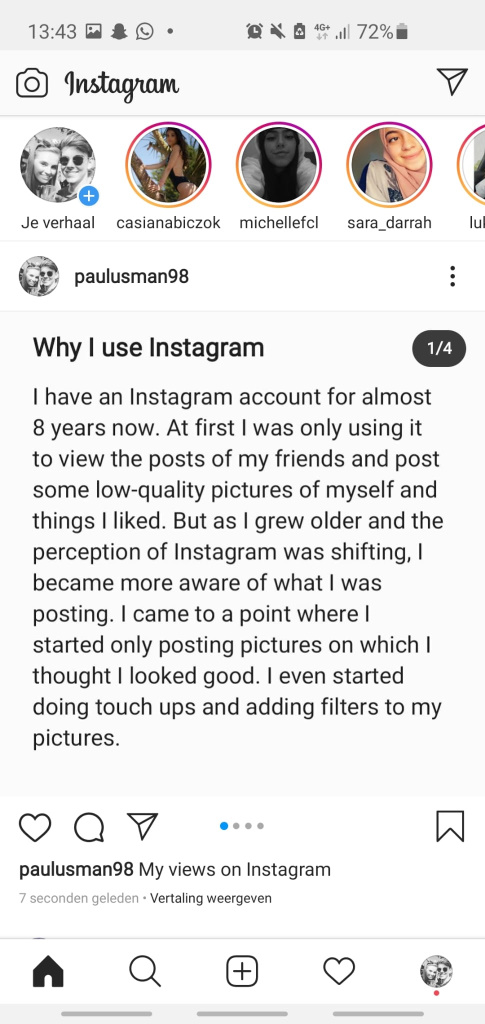 13:43 4G+ 72%
Instagram
Je verhaal casianabiczok michellefcl sara_darrah
paulusman98
Why I use Instagram 1/4
I have an Instagram account for almost
8 years now. At first I was only using it
to view the posts of my friends and post
some low-quality pictures of myself and
things I liked. But as I grew older and the
perception of Instagram was shifting, I
became more aware of what I was
posting. I came to a point where I
started only posting pictures on which I
thought I looked good. I even started
doing touch ups and adding filters to my
pictures.
paulusman98 My views on Instagram
7 seconden geleden • Vertaling weergeven